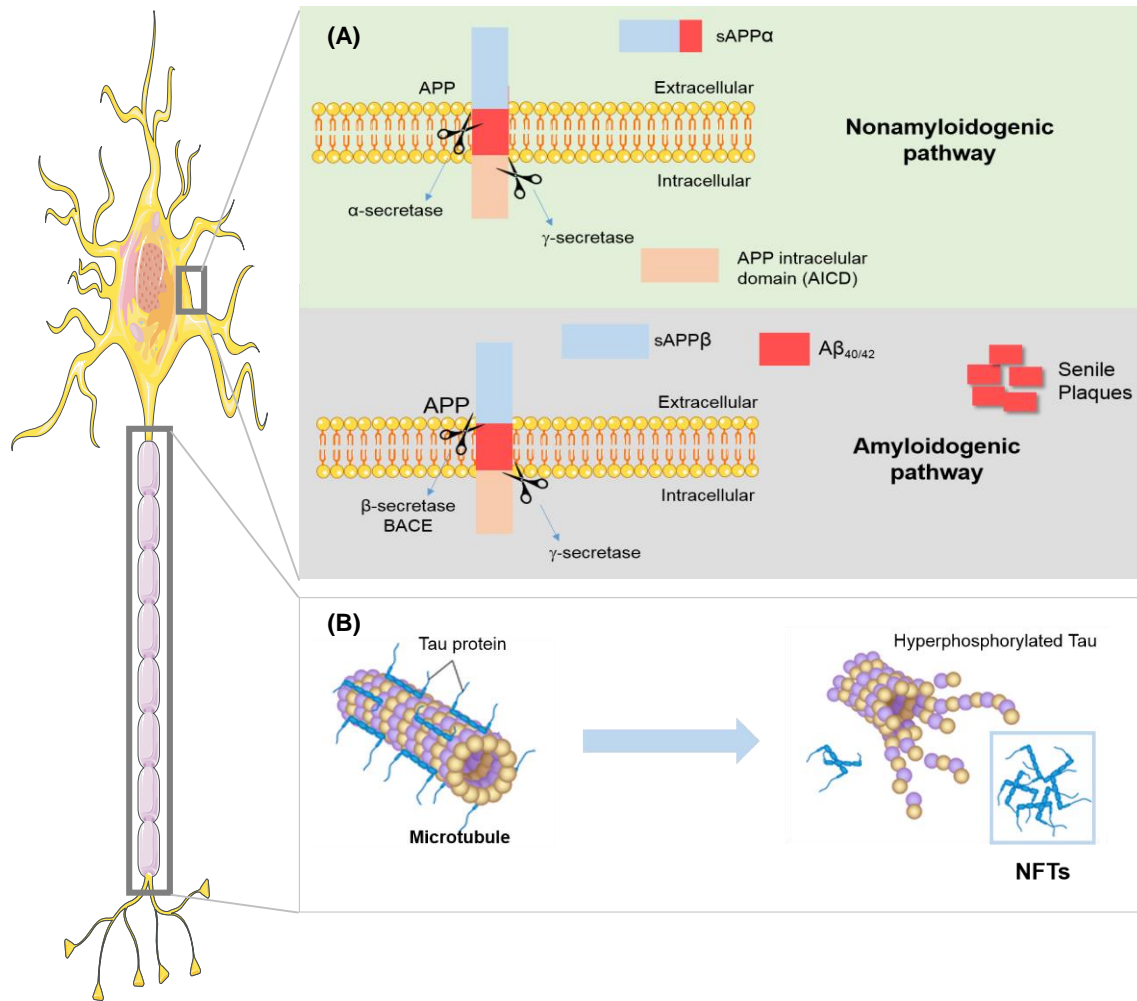 (A)
sAPPα
APP
Extracellular
Nonamyloidogenic
pathway
Intracellular
α-secretase
γ-secretase
APP intracelular
domain (AICD)
sAPPβ
Aβ40/42
Senile
Plaques
APP
Extracellular
Amyloidogenic
pathway
Intracellular
β-secretase
BACE
γ-secretase
(B)
Tau protein
Hyperphosphorylated Tau
Microtubule
NFTs